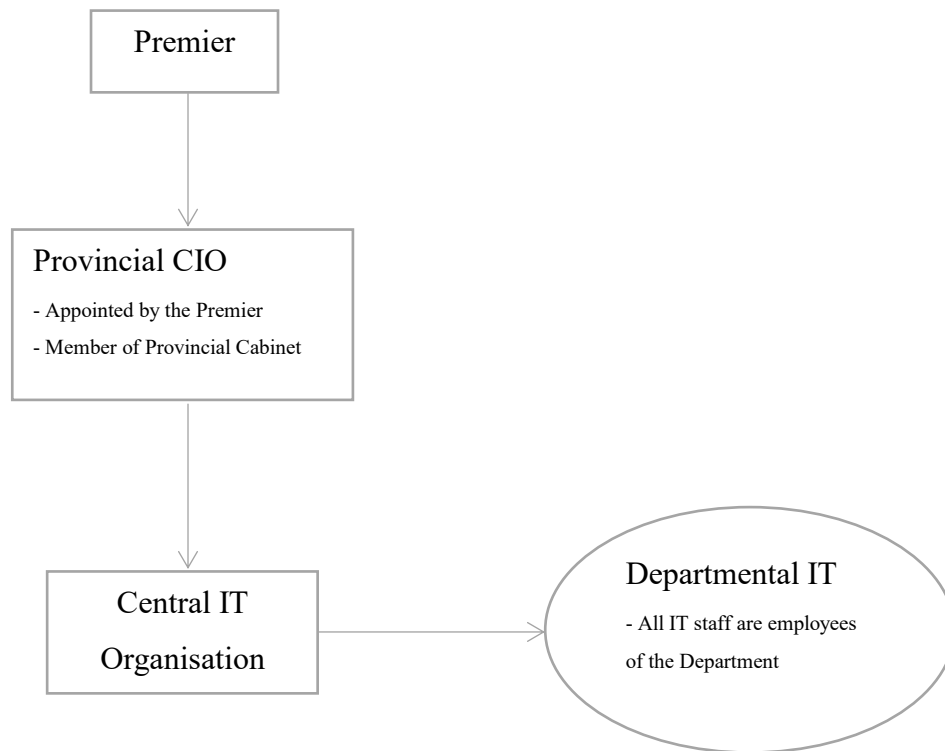 Premier
Provincial CIO
- Appointed by the Premier
- Member of Provincial Cabinet
Central IT
Organisation
Departmental IT
- All IT staff are employees
of the Department